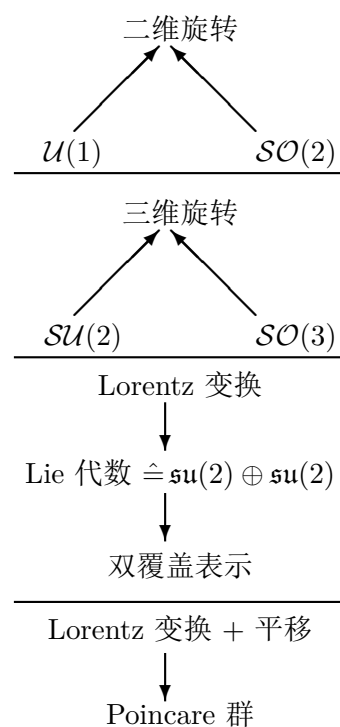 二维旋转
U(1) SO(2)
三维旋转
SU(2) SO(3)
Lorentz 变换
Lie 代数 ≙ 𝔰𝔲(2) ⊕ 𝔰𝔲(2)
双覆盖表示
Lorentz 变换 + 平移
Poincare 群